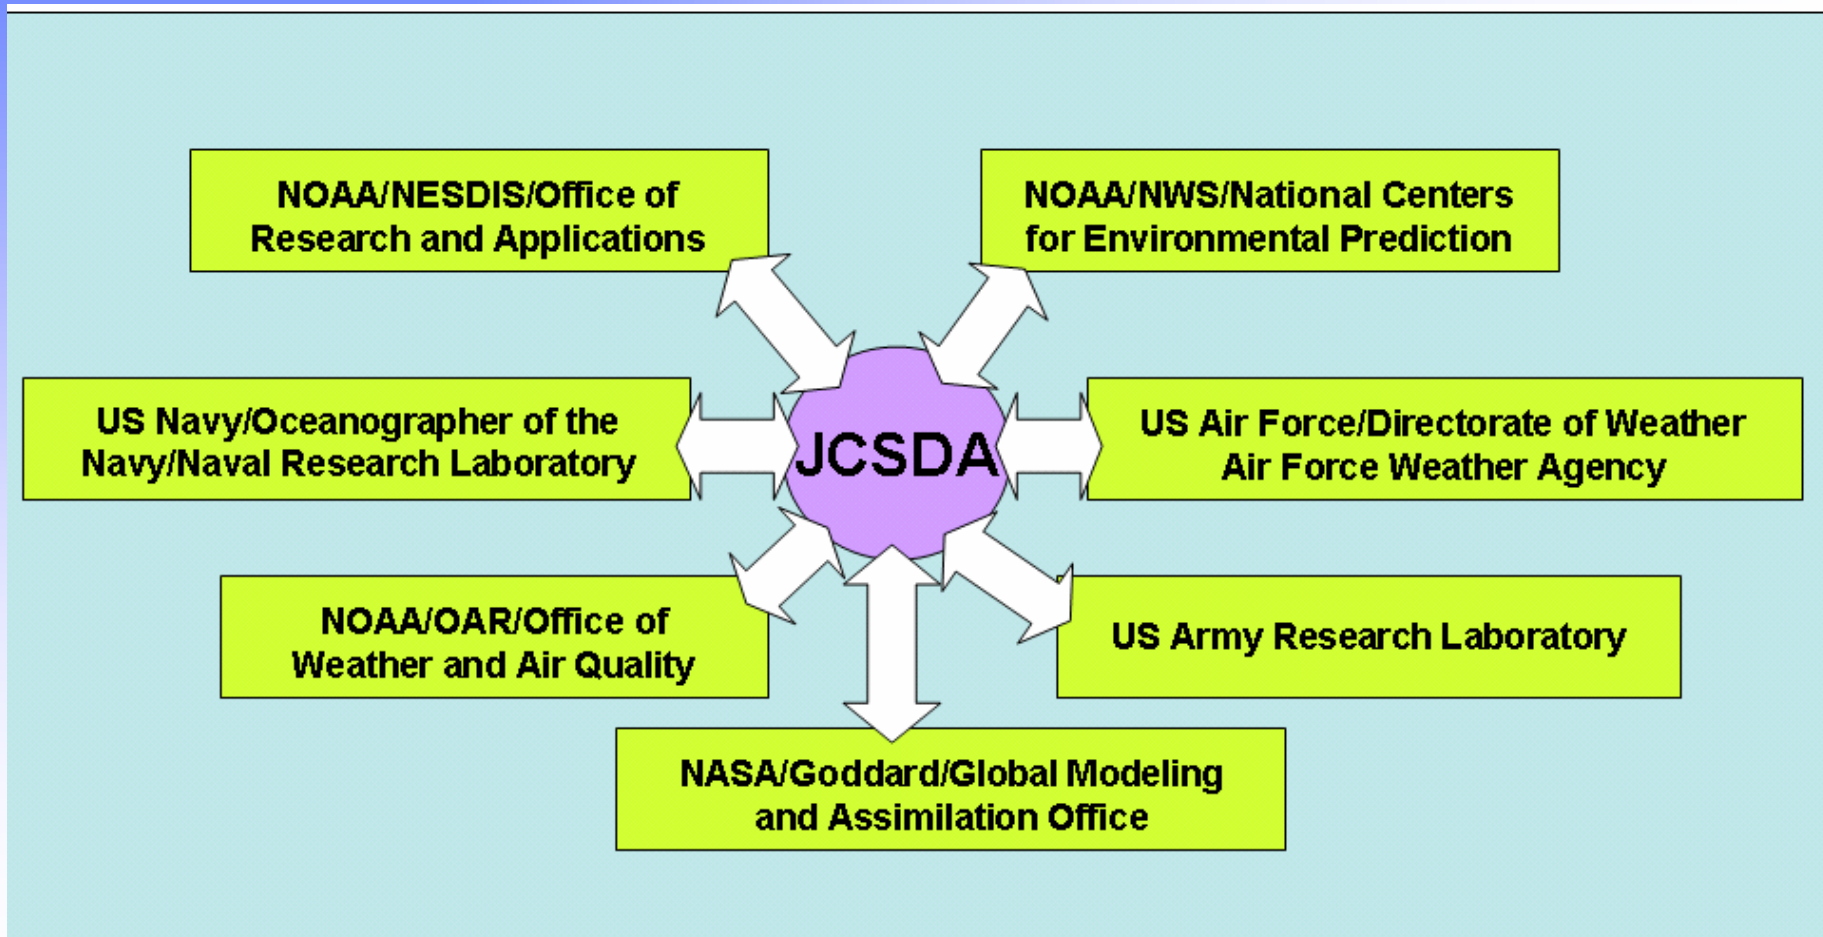 NOAA/NESDIS/Office of
Research and Applications
NOAA/NWS/National Centers
for Environmental Prediction
US Navy/Oceanographer of the
Navy/Naval Research Laboratory
JCSDA
US Air Force/Directorate of Weather
Air Force Weather Agency
NOAA/OAR/Office of
Weather and Air Quality
US Army Research Laboratory
NASA/Goddard/Global Modeling
and Assimilation Office